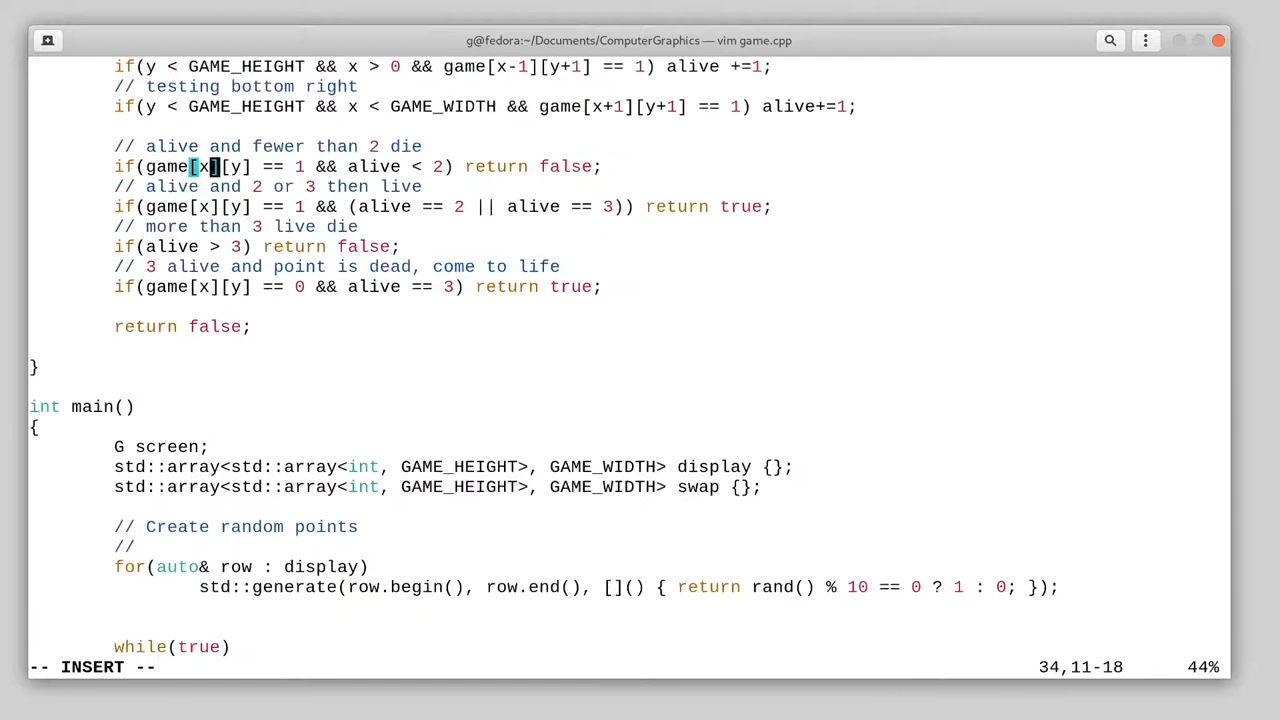 g@fedora:~/Documents/ComputerGraphics — vim game.cpp
if(y < GAME_HEIGHT && x > 0 && game[x-1][y+1] == 1) alive +=1;
// testing bottom right
if(y < GAME_HEIGHT && x < GAME_WIDTH && game[x+1][y+1] == 1) alive+=1;
// alive and fewer than 2 die
if(game[x][y] == 1 && alive < 2) return false;
// alive and 2 or 3 then live
if(game[x][y] == 1 && (alive == 2 || alive == 3)) return true;
// more than 3 live die
if(alive > 3) return false;
// 3 alive and point is dead, come to life
if(game[x][y] == 0 && alive == 3) return true;
return false;
}
int main()
{
G screen;
std::array<std::array<int, GAME_HEIGHT>, GAME_WIDTH> display {};
std::array<std::array<int, GAME_HEIGHT>, GAME_WIDTH> swap {};
// Create random points
//
for(auto& row : display)
std::generate(row.begin(), row.end(), []() { return rand() % 10 == 0 ? 1 : 0; });
while(true)
-- INSERT -- 34,11-18 44%